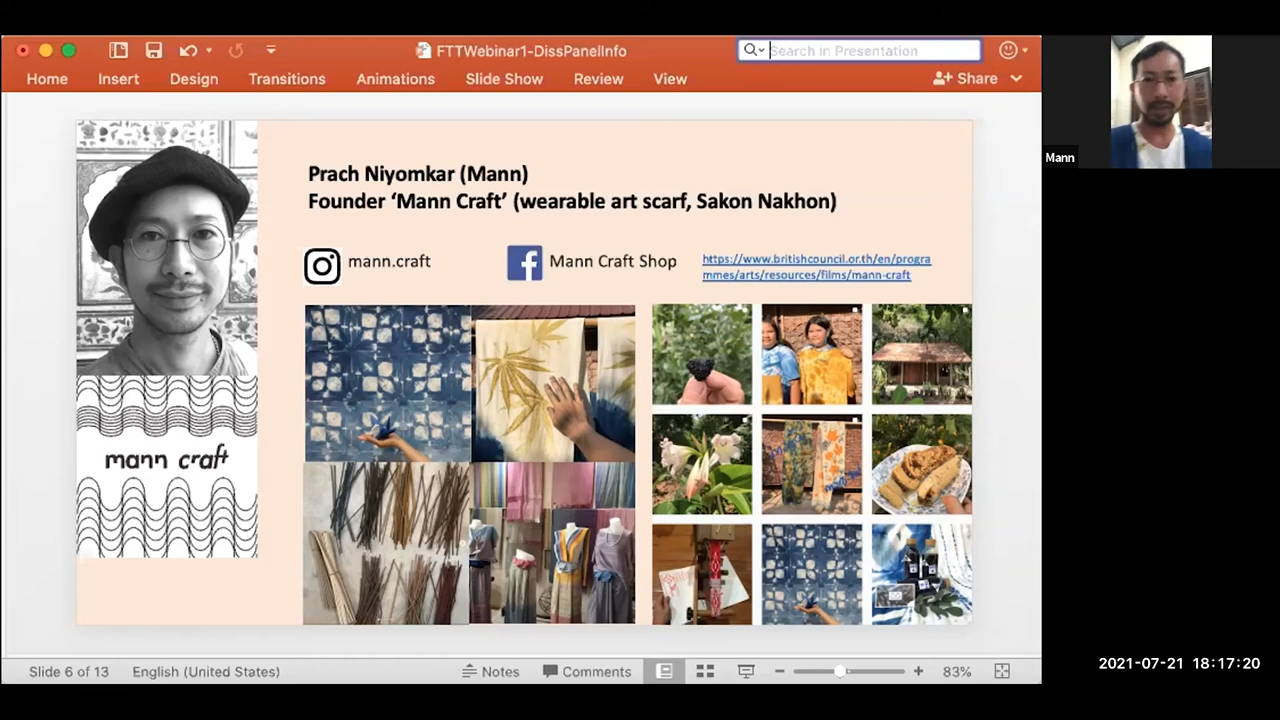 FTTWebinar1-DissPanelInfo
Search in Presentation
Home
Insert
Design
Transitions
Animations
Slide Show
Review
View
Share
Prach Niyomkar (Mann)
Founder ‘Mann Craft’ (wearable art scarf, Sakon Nakhon)
mann.craft
Mann Craft Shop
https://www.britishcouncil.or.th/en/progra
mmes/arts/resources/films/mann-craft
mann craft
Slide 6 of 13
English (United States)
Notes
Comments
83%
Mann
2021-07-21 18:17:20